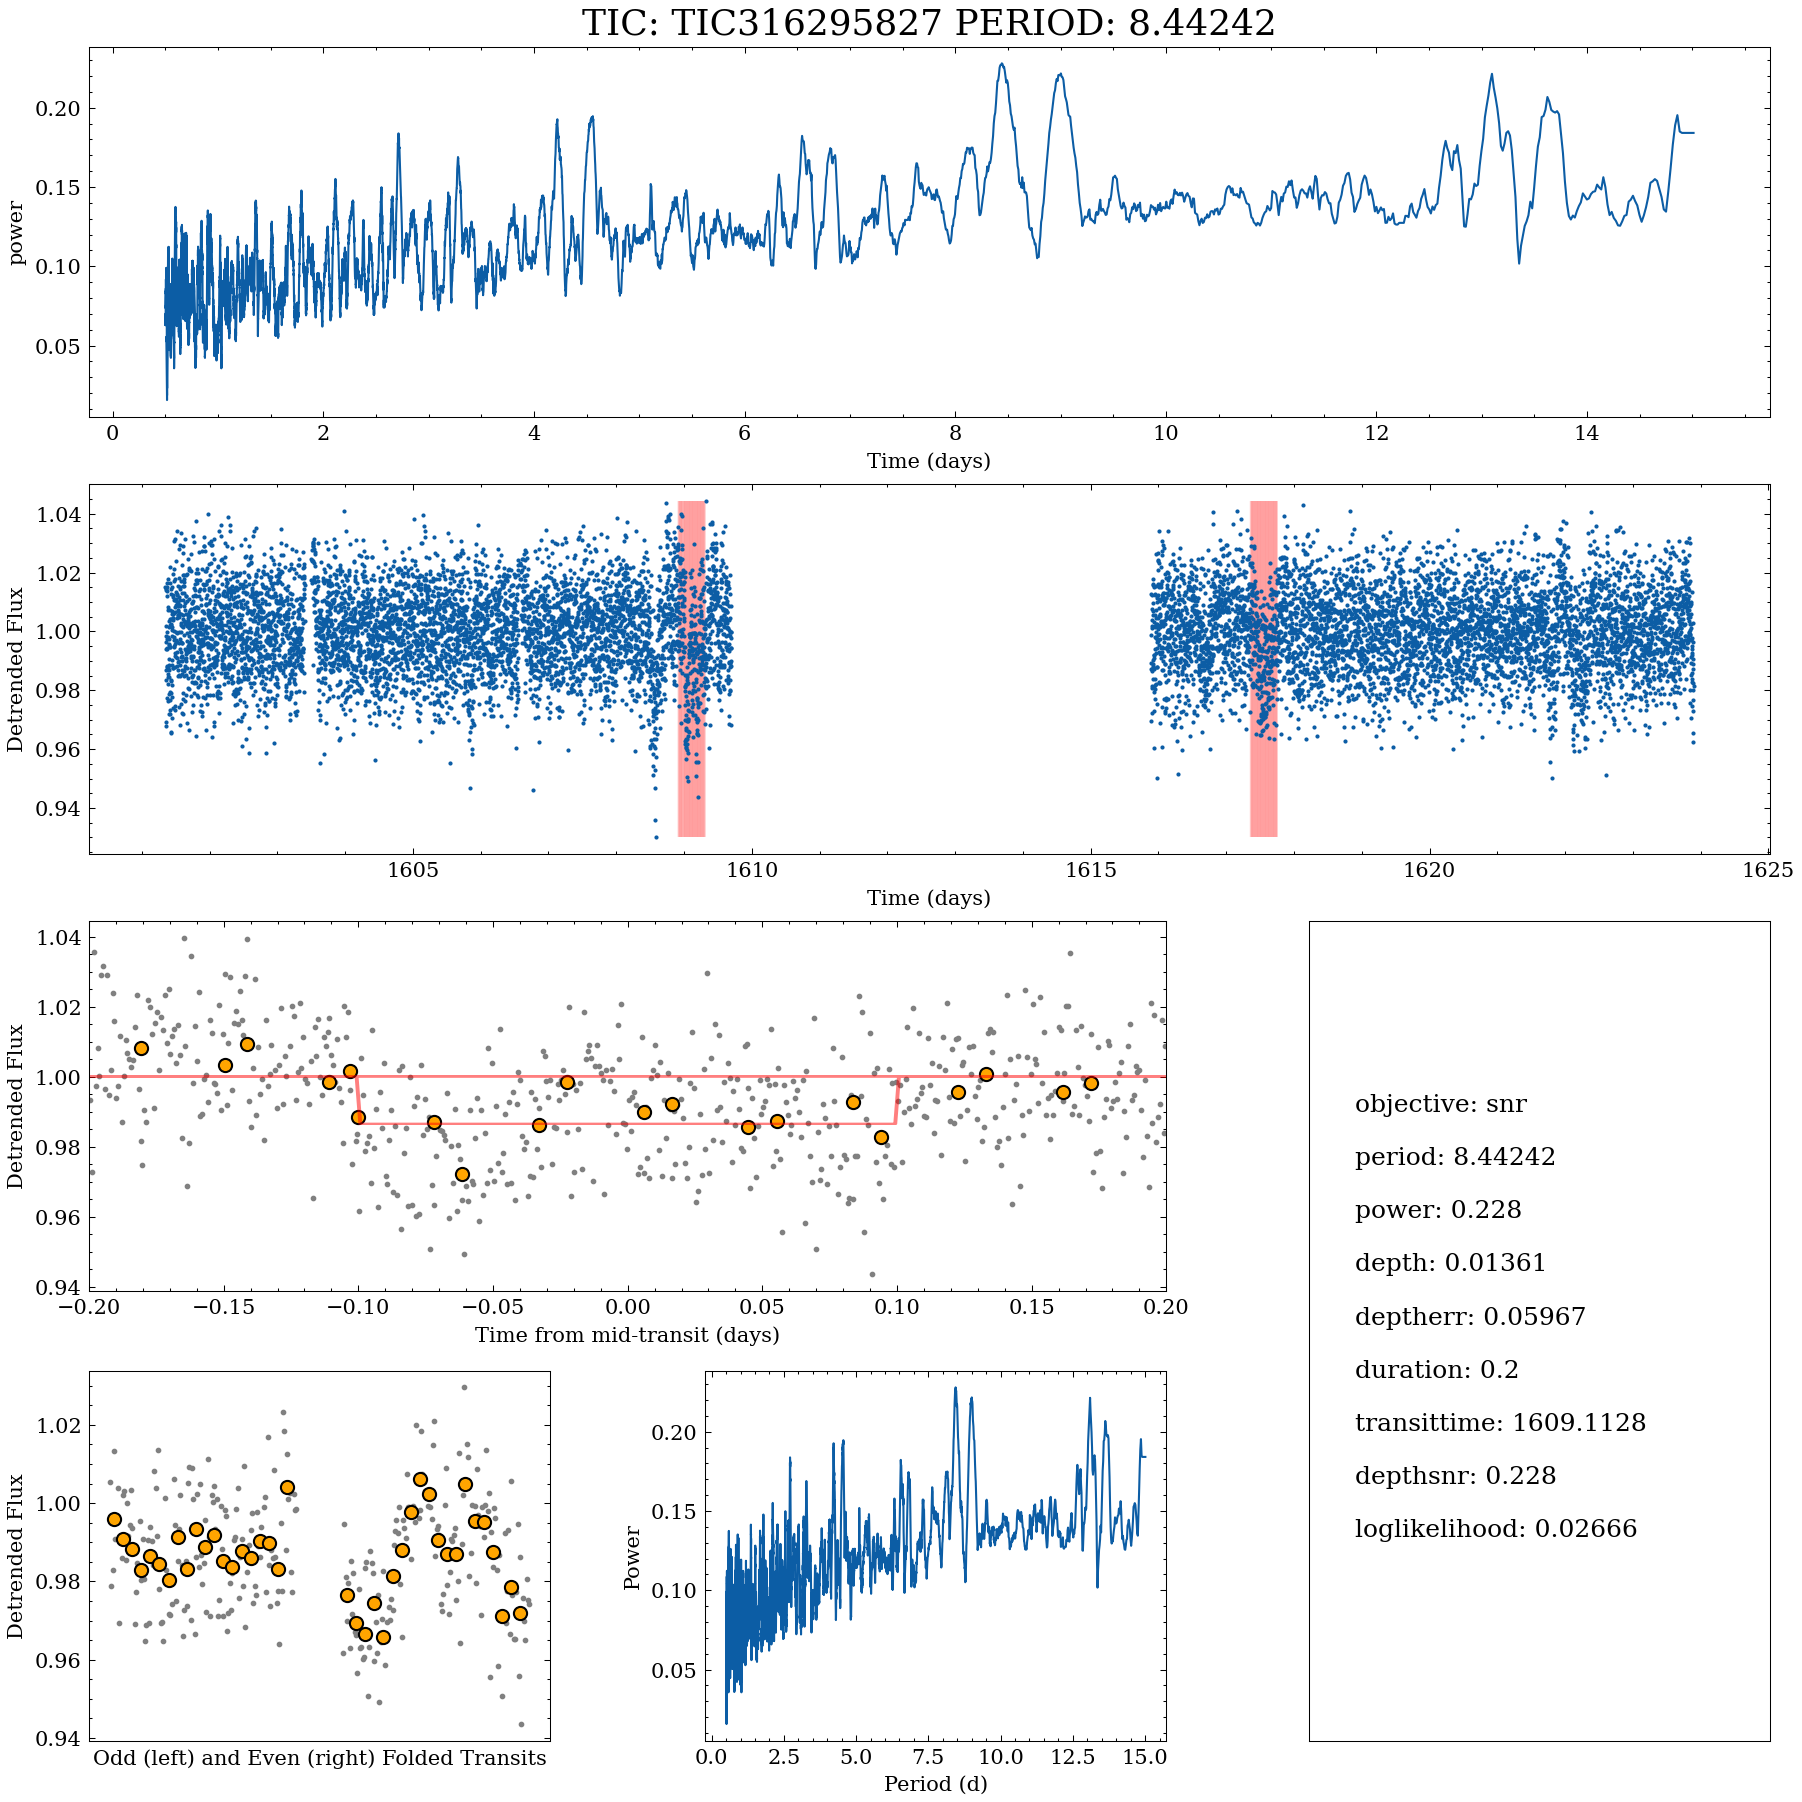 TIC: TIC316295827 PERIOD: 8.44242
power
0.20
0.15
0.10
0.05
0 2 4 6 8 10 12 14
Time (days)
Detrended Flux
1.04
1.02
1.00
0.98
0.96
0.94
1605 1610 1615 1620 1625
Time (days)
Detrended Flux
1.04
1.02
1.00
0.98
0.96
0.94
−0.20 −0.15 −0.10 −0.05 0.00 0.05 0.10 0.15 0.20
Time from mid-transit (days)
objective: snr
period: 8.44242
power: 0.228
depth: 0.01361
deptherr: 0.05967
duration: 0.2
transittime: 1609.1128
depthsnr: 0.228
loglikelihood: 0.02666
Detrended Flux
1.02
1.00
0.98
0.96
0.94
Odd (left) and Even (right) Folded Transits
Power
0.20
0.15
0.10
0.05
0.0 2.5 5.0 7.5 10.0 12.5 15.0
Period (d)